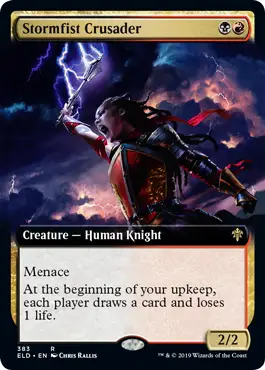 Stormfist Crusader
Creature — Human Knight
Menace
At the beginning of your upkeep,
each player draws a card and loses
1 life.
2/2
383 R
ELD • EN Chris Rallis
™ & © 2019 Wizards of the Coast